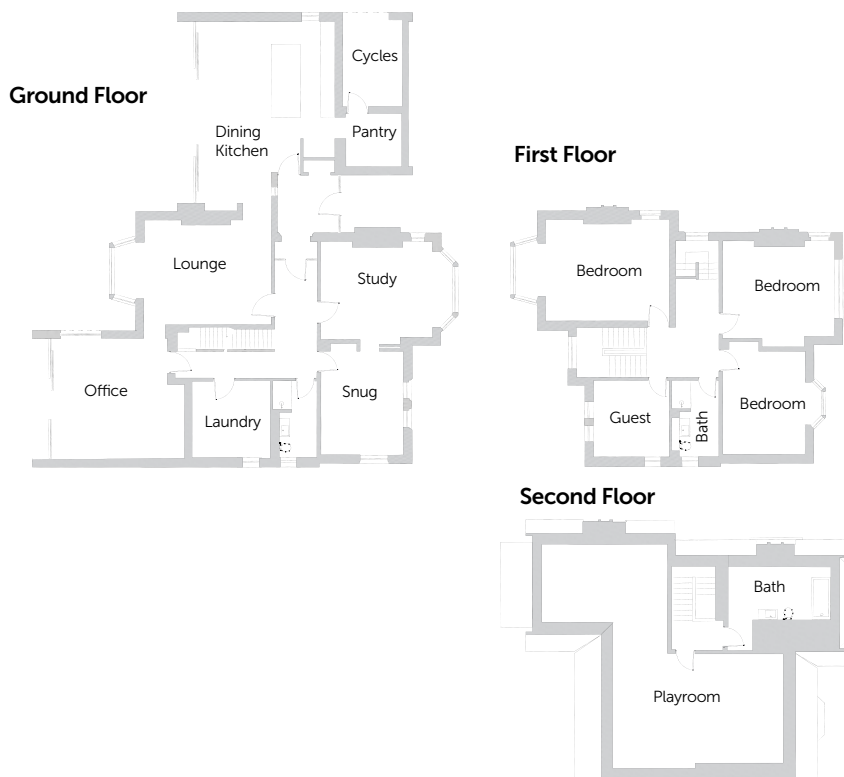 Ground Floor
Cycles
Dining
Kitchen
Pantry
Lounge
Study
Office
Laundry
Snug
First Floor
Bedroom
Bedroom
Guest
Bath
Bedroom
Second Floor
Bath
Playroom